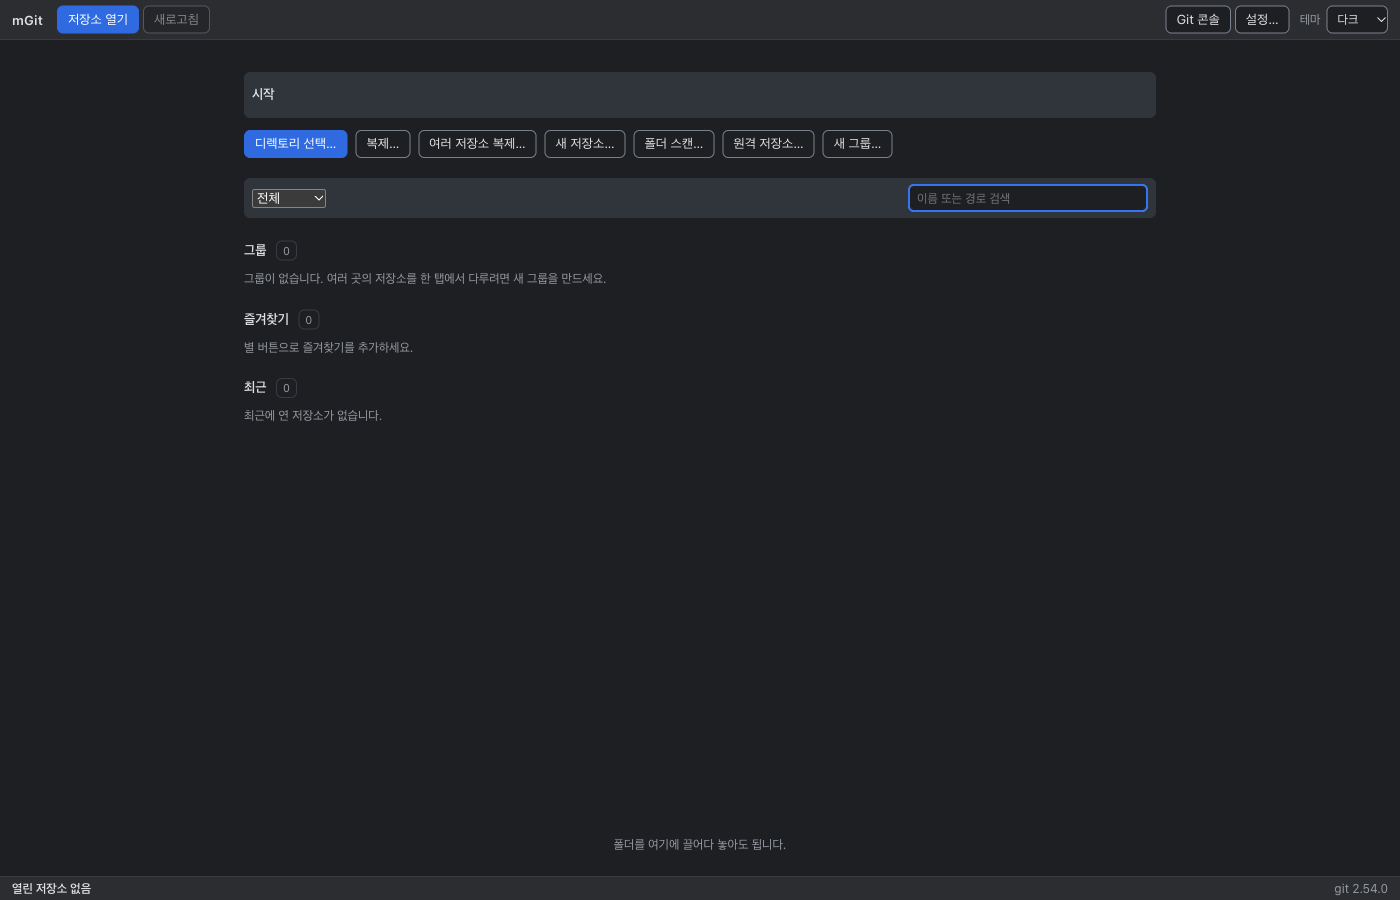 mGit 저장소 열기 새로고침 Git 콘솔 설정... 테마 다크
시작
디렉토리 선택... 복제... 여러 저장소 복제... 새 저장소... 폴더 스캔... 원격 저장소... 새 그룹...
전체 이름 또는 경로 검색
그룹 0
그룹이 없습니다. 여러 곳의 저장소를 한 탭에서 다루려면 새 그룹을 만드세요.
즐겨찾기 0
별 버튼으로 즐겨찾기를 추가하세요.
최근 0
최근에 연 저장소가 없습니다.
폴더를 여기에 끌어다 놓아도 됩니다.
열린 저장소 없음 git 2.54.0